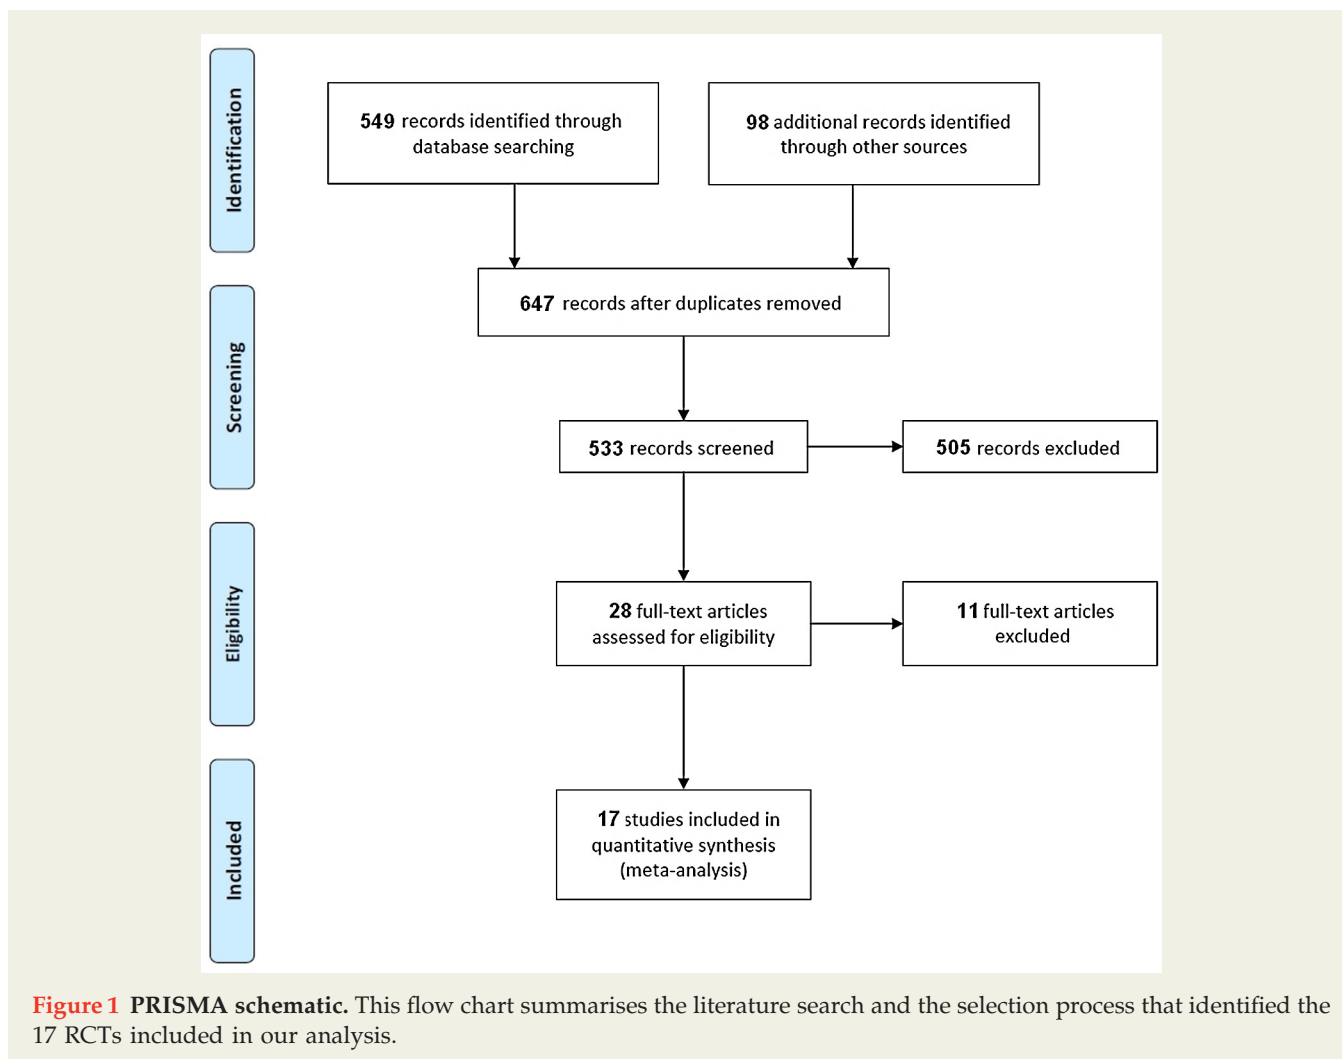 Identification
549 records identified through
database searching
98 additional records identified
through other sources
647 records after duplicates removed
Screening
533 records screened
505 records excluded
Eligibility
28 full-text articles
assessed for eligibility
11 full-text articles
excluded
Included
17 studies included in
quantitative synthesis
(meta-analysis)
Figure 1 PRISMA schematic. This flow chart summarises the literature search and the selection process that identified the
17 RCTs included in our analysis.